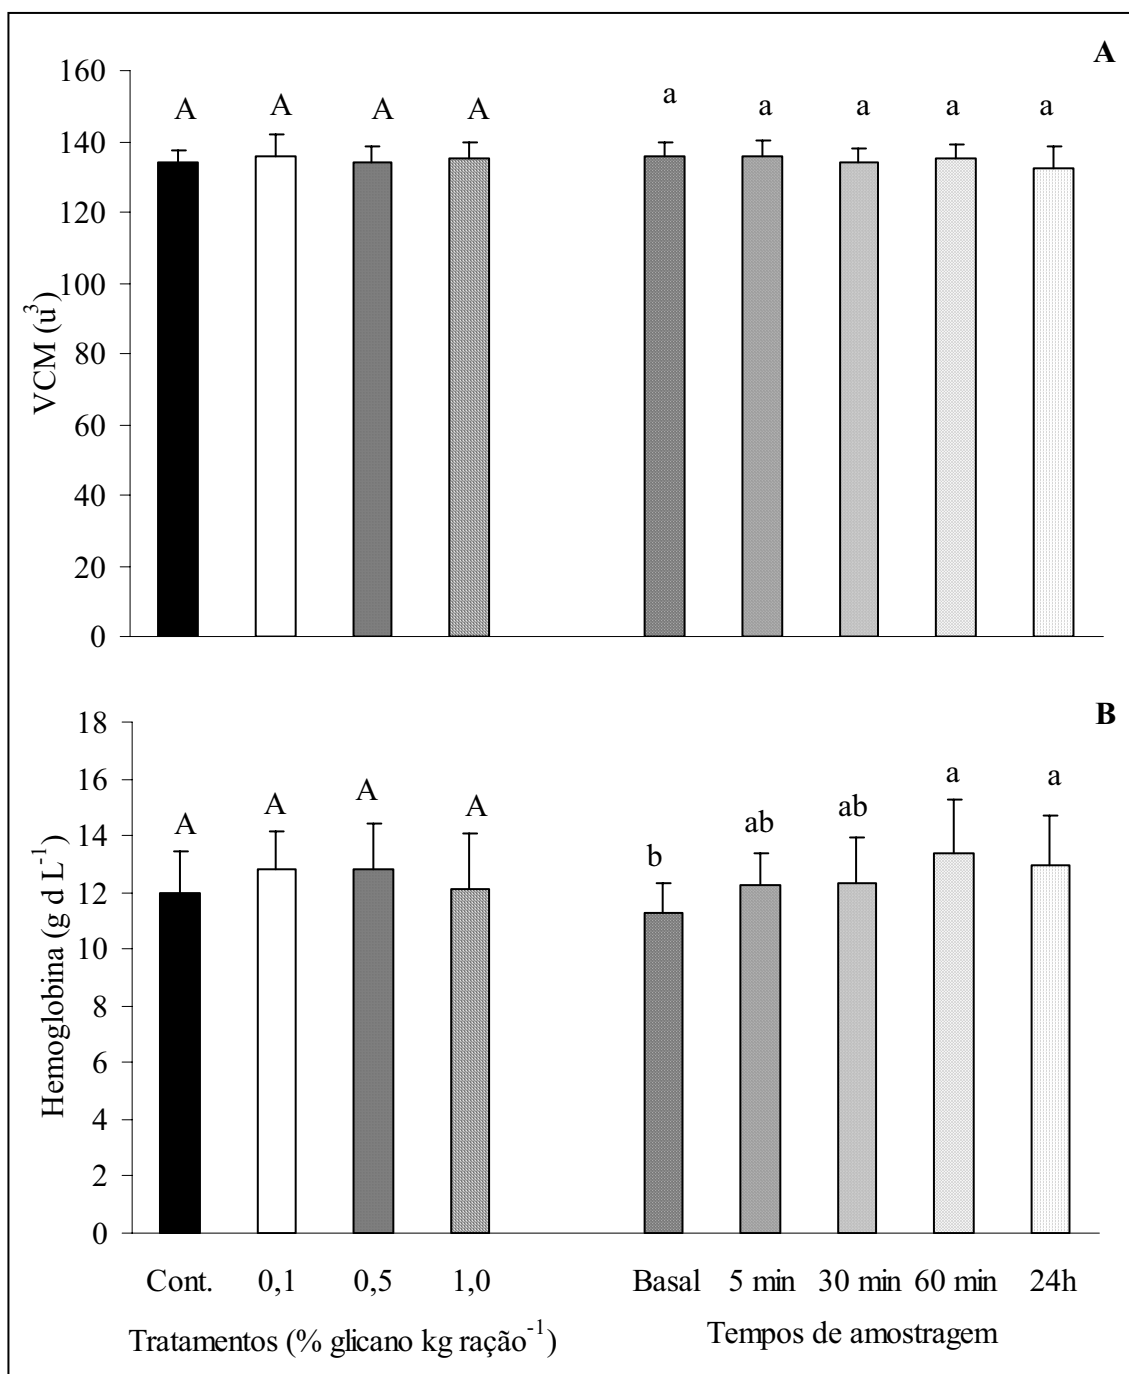 A
160
140
120
100
80
60
40
20
0
VCM (u³)
A A A A a a a a a
B
18
16
14
12
10
8
6
4
2
0
Hemoglobina (g d L⁻¹)
A A A A b ab ab a a
Cont. 0,1 0,5 1,0 Basal 5 min 30 min 60 min 24h
Tratamentos (% glicano kg ração⁻¹) Tempos de amostragem